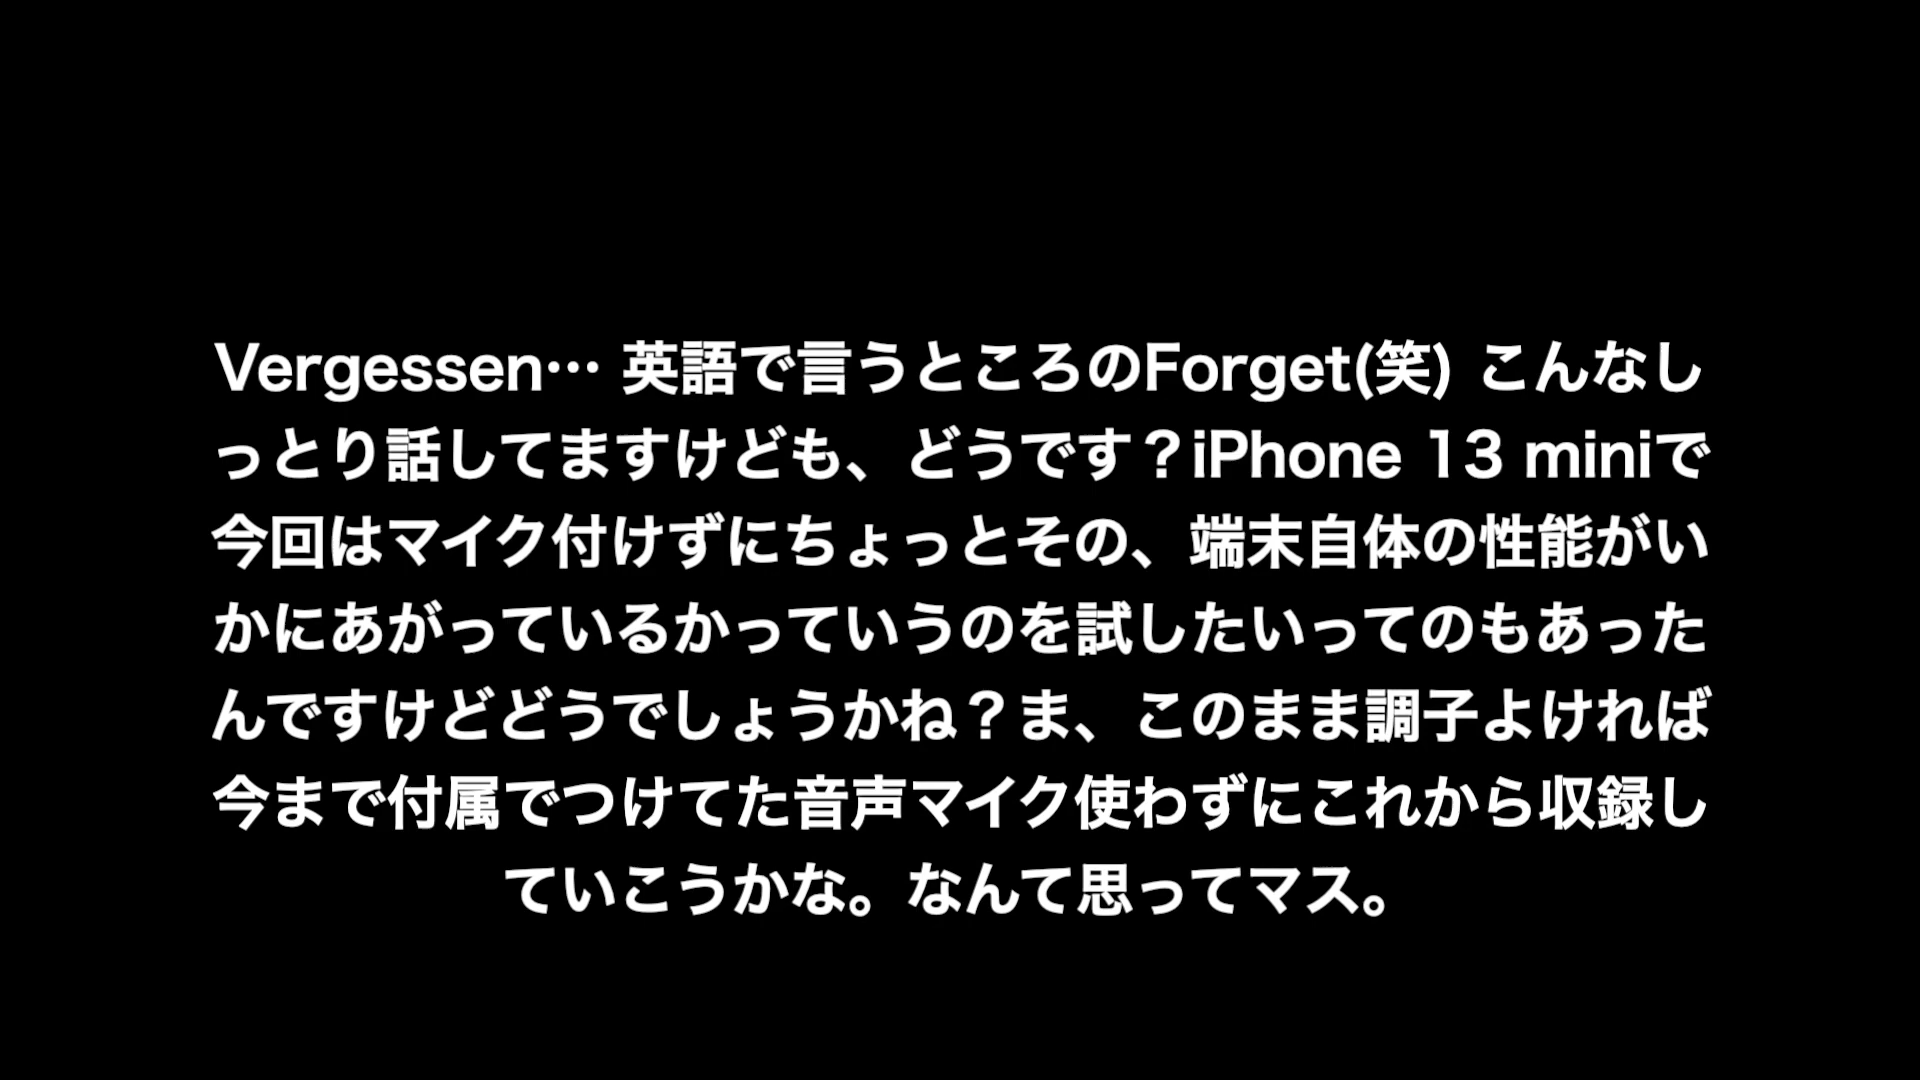 Vergessen… 英語で言うところのForget(笑) こんなし
っとり話してますけども、どうです？iPhone 13 miniで
今回はマイク付けずにちょっとその、端末自体の性能がい
かにあがっているかっていうのを試したいってのもあった
んですけどどうでしょうかね？ま、このまま調子よければ
今まで付属でつけてた音声マイク使わずにこれから収録し
ていこうかな。なんて思ってマス。